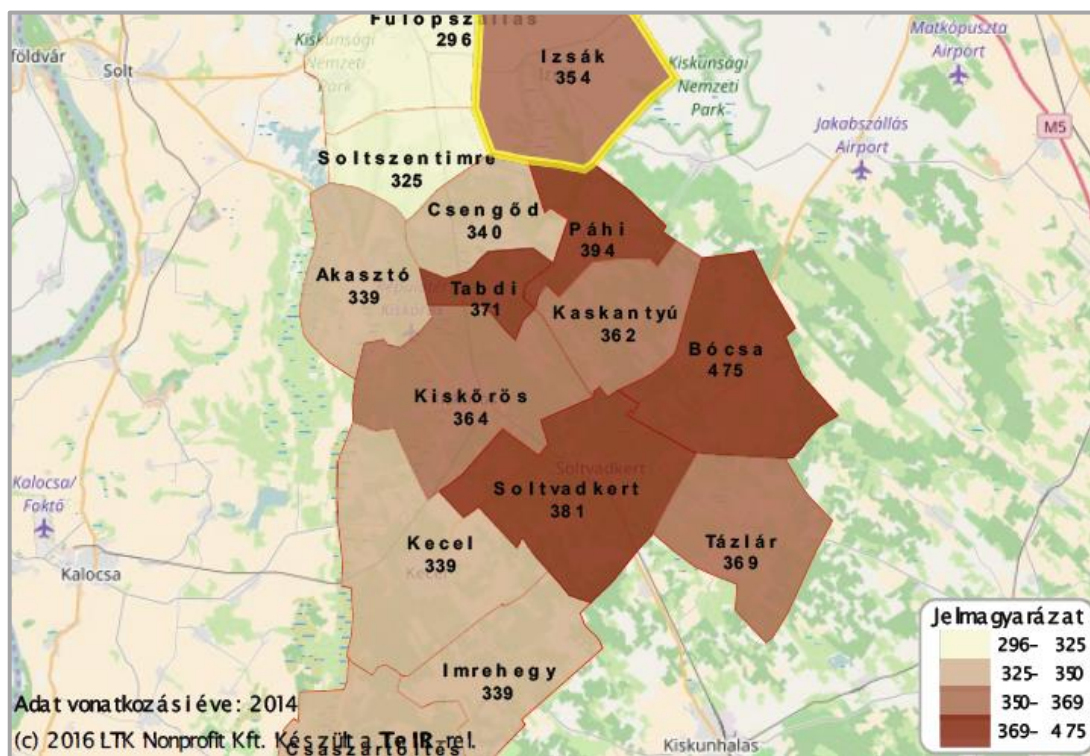 Fülöpszállás
296
Kiskunsági
Nemzeti
Park
földvár
Solt
Izsák
354
Kiskunsági
Nemzeti
Park
Matkópuszta
Airport
Jakabszállás
Airport
M5
Soltszentimre
325
Csengőd
340
Páhi
394
Akasztó
339
Tabdi
371
Kaskantyú
362
Bócsa
475
Kiskőrös
364
Soltvadkert
Soltvadkert
381
Kalocsa/
Foktő
Kalocsa
Kecel
339
Kecel
Tázlár
369
Imrehegy
339
Császártöltés
Kiskunhalas
Jelmagyarázat
296– 325
325– 350
350– 369
369– 475
Adat vonatkozási éve: 2014
(c) 2016 LTK Nonprofit Kft. Készült a TeIR-rel.